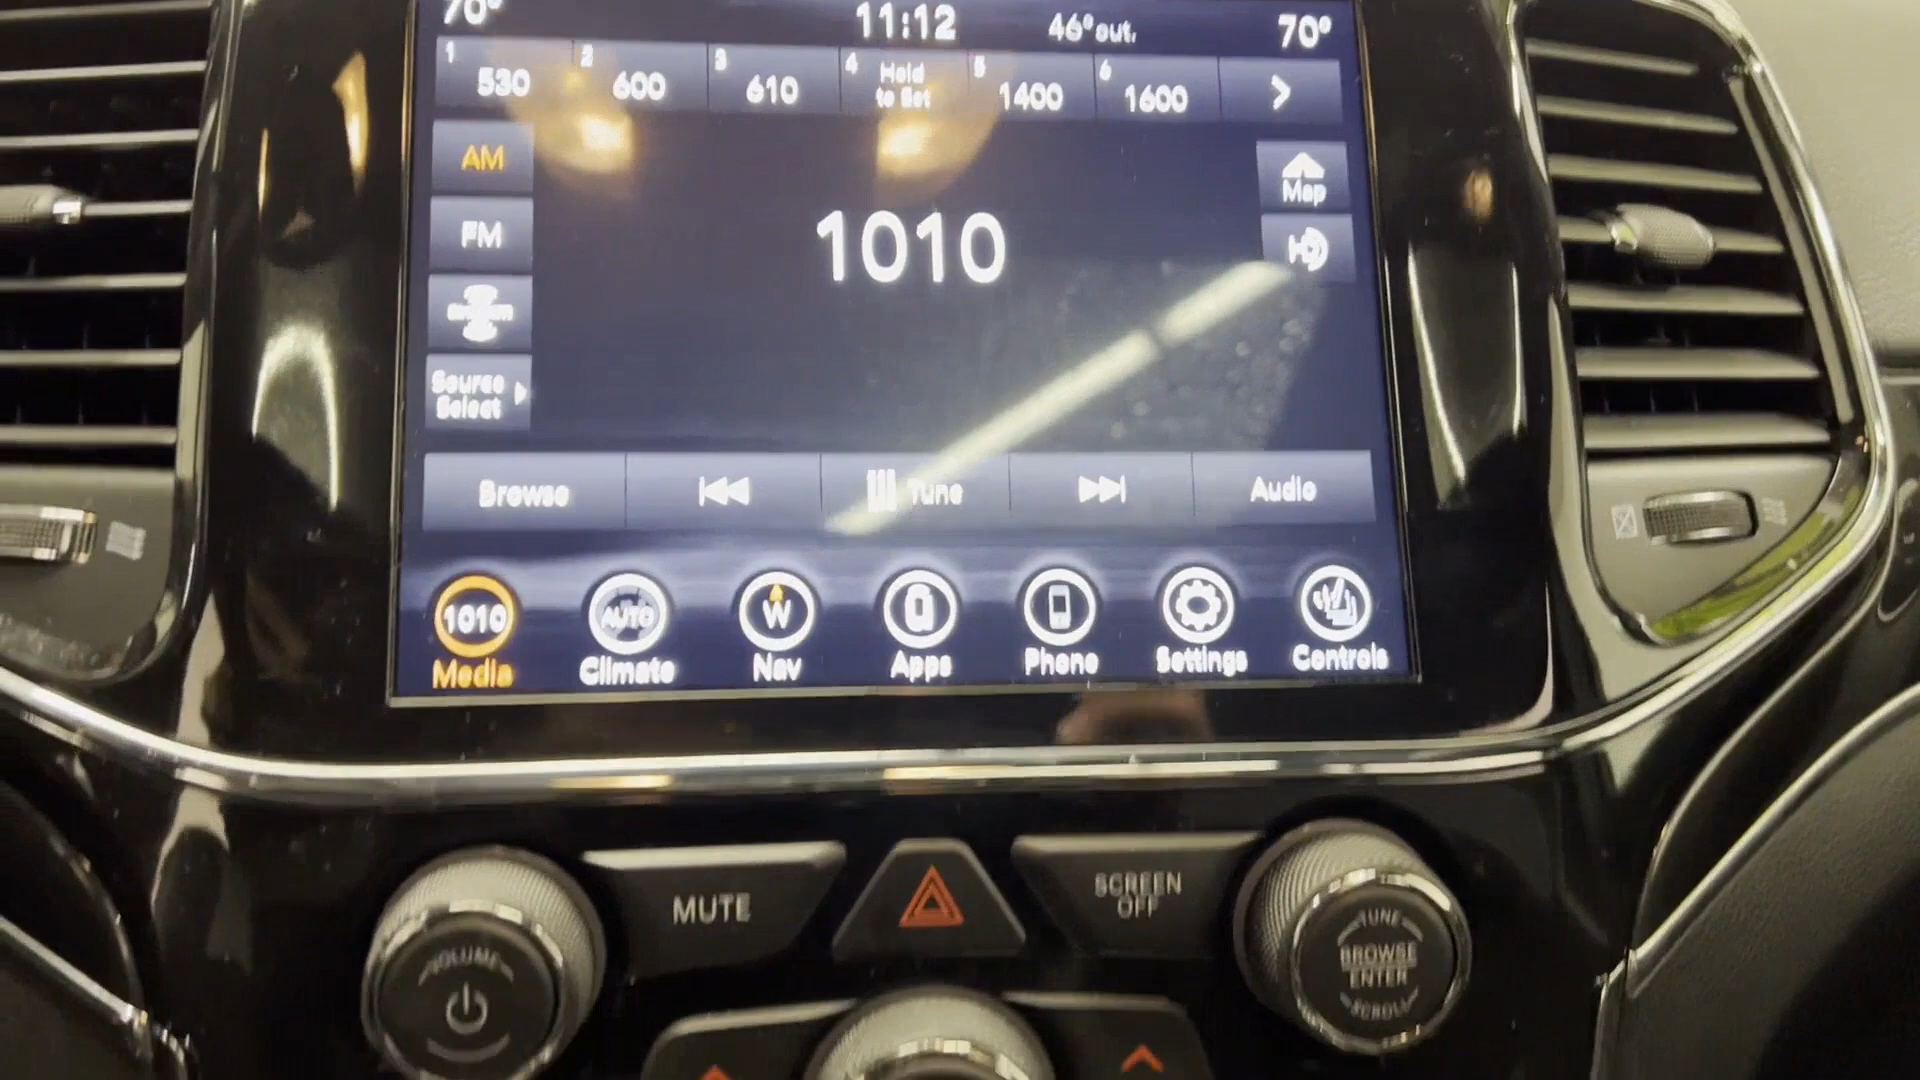 70° 11:12 46°out. 70°
1 530 2 600 3 610 4 Hold to Set 5 1400 6 1600 >
AM
Map
FM
1010
HD
Source
Select
Browse Tune Audio
1010 AUTO W
Media Climate Nav Apps Phone Settings Controls
MUTE
SCREEN
OFF
VOLUME
TUNE
BROWSE
ENTER
SCROLL